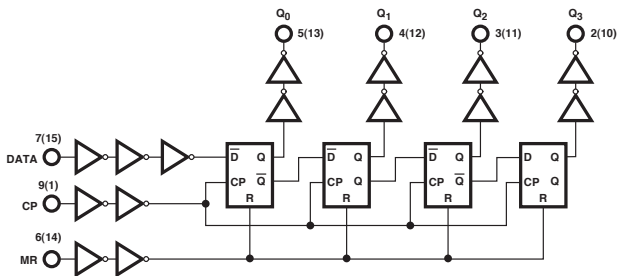 Q0 Q1 Q2 Q3
5(13) 4(12) 3(11) 2(10)
7(15)
DATA
D̅ Q D̅ Q D̅ Q D Q
9(1)
CP
CP Q̅ CP Q CP Q̅ CP
R R R R
6(14)
MR